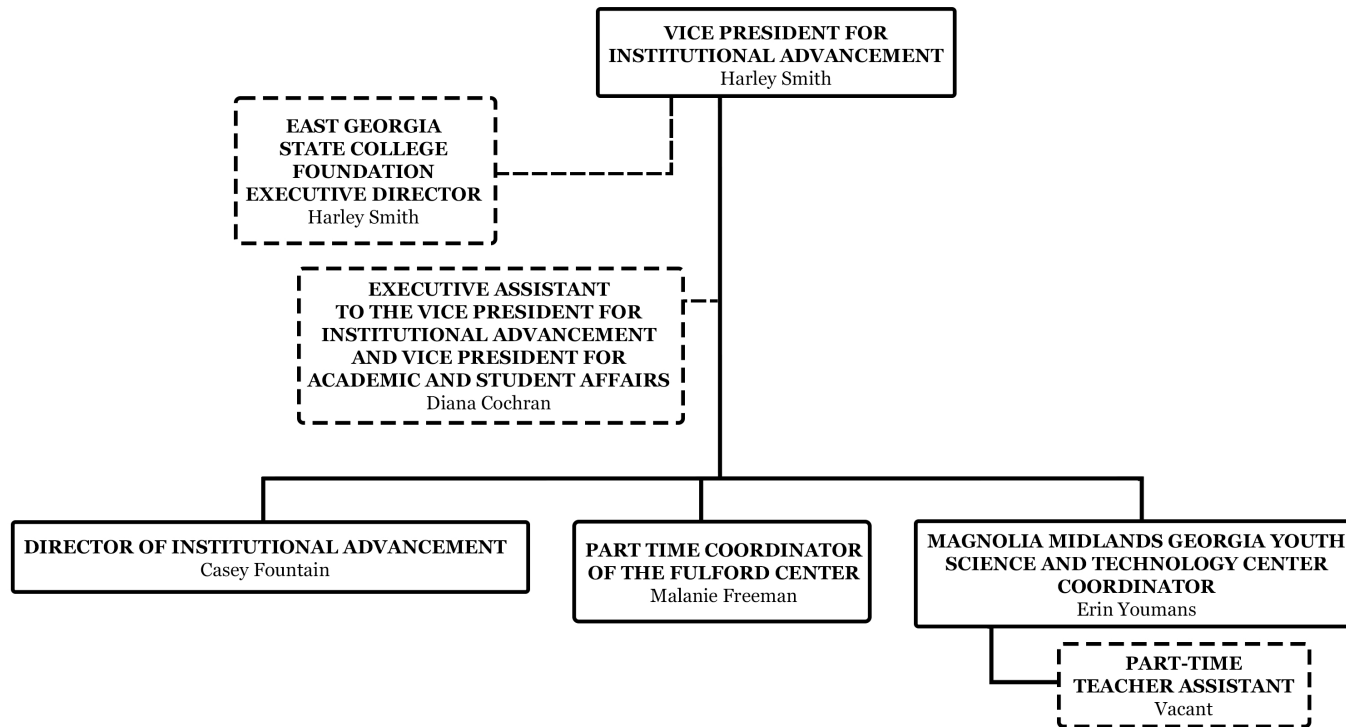 VICE PRESIDENT FOR
INSTITUTIONAL ADVANCEMENT
Harley Smith
EAST GEORGIA
STATE COLLEGE
FOUNDATION
EXECUTIVE DIRECTOR
Harley Smith
EXECUTIVE ASSISTANT
TO THE VICE PRESIDENT FOR
INSTITUTIONAL ADVANCEMENT
AND VICE PRESIDENT FOR
ACADEMIC AND STUDENT AFFAIRS
Diana Cochran
DIRECTOR OF INSTITUTIONAL ADVANCEMENT
Casey Fountain
PART TIME COORDINATOR
OF THE FULFORD CENTER
Malanie Freeman
MAGNOLIA MIDLANDS GEORGIA YOUTH
SCIENCE AND TECHNOLOGY CENTER
COORDINATOR
Erin Youmans
PART-TIME
TEACHER ASSISTANT
Vacant